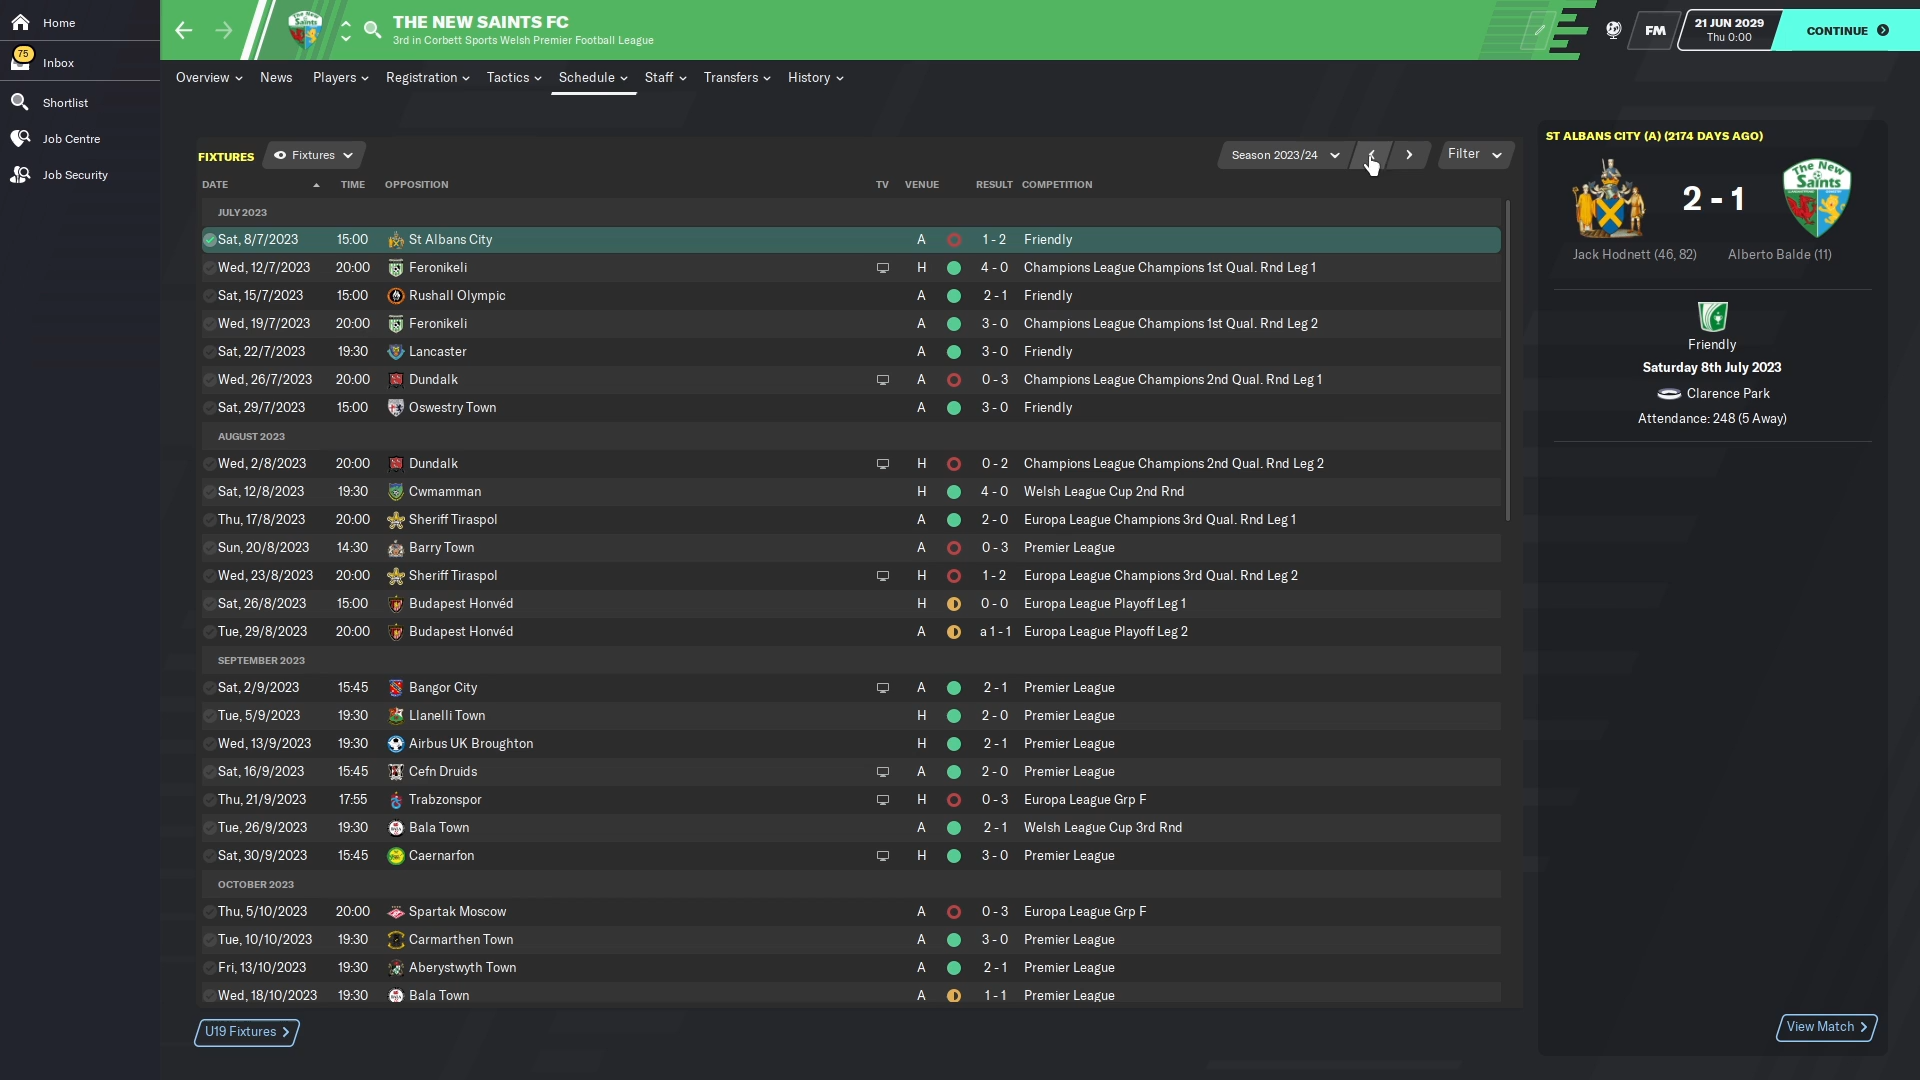 Home
75
Inbox
Shortlist
Job Centre
Job Security
The New Saints
THE NEW SAINTS FC
3rd in Corbett Sports Welsh Premier Football League
FM
21 JUN 2029
Thu 0:00
CONTINUE
Overview News Players Registration Tactics Schedule Staff Transfers History
FIXTURES Fixtures Season 2023/24 Filter
DATE TIME OPPOSITION TV VENUE RESULT COMPETITION
JULY 2023
Sat, 8/7/2023 15:00 St Albans City A 1 - 2 Friendly
Wed, 12/7/2023 20:00 Feronikeli H 4 - 0 Champions League Champions 1st Qual. Rnd Leg 1
Sat, 15/7/2023 15:00 Rushall Olympic A 2 - 1 Friendly
Wed, 19/7/2023 20:00 Feronikeli A 3 - 0 Champions League Champions 1st Qual. Rnd Leg 2
Sat, 22/7/2023 19:30 Lancaster A 3 - 0 Friendly
Wed, 26/7/2023 20:00 Dundalk A 0 - 3 Champions League Champions 2nd Qual. Rnd Leg 1
Sat, 29/7/2023 15:00 Oswestry Town A 3 - 0 Friendly
AUGUST 2023
Wed, 2/8/2023 20:00 Dundalk H 0 - 2 Champions League Champions 2nd Qual. Rnd Leg 2
Sat, 12/8/2023 19:30 Cwmamman H 4 - 0 Welsh League Cup 2nd Rnd
Thu, 17/8/2023 20:00 Sheriff Tiraspol A 2 - 0 Europa League Champions 3rd Qual. Rnd Leg 1
Sun, 20/8/2023 14:30 Barry Town A 0 - 3 Premier League
Wed, 23/8/2023 20:00 Sheriff Tiraspol H 1 - 2 Europa League Champions 3rd Qual. Rnd Leg 2
Sat, 26/8/2023 15:00 Budapest Honvéd H 0 - 0 Europa League Playoff Leg 1
Tue, 29/8/2023 20:00 Budapest Honvéd A a 1 - 1 Europa League Playoff Leg 2
SEPTEMBER 2023
Sat, 2/9/2023 15:45 Bangor City A 2 - 1 Premier League
Tue, 5/9/2023 19:30 Llanelli Town H 2 - 0 Premier League
Wed, 13/9/2023 19:30 Airbus UK Broughton H 2 - 1 Premier League
Sat, 16/9/2023 15:45 Cefn Druids A 2 - 0 Premier League
Thu, 21/9/2023 17:55 Trabzonspor H 0 - 3 Europa League Grp F
Tue, 26/9/2023 19:30 Bala Town A 2 - 1 Welsh League Cup 3rd Rnd
Sat, 30/9/2023 15:45 Caernarfon H 3 - 0 Premier League
OCTOBER 2023
Thu, 5/10/2023 20:00 Spartak Moscow A 0 - 3 Europa League Grp F
Tue, 10/10/2023 19:30 Carmarthen Town A 3 - 0 Premier League
Fri, 13/10/2023 19:30 Aberystwyth Town A 2 - 1 Premier League
Wed, 18/10/2023 19:30 Bala Town A 1 - 1 Premier League
U19 Fixtures
ST ALBANS CITY (A) (2174 DAYS AGO)
2 - 1
The New Saints
Jack Hodnett (46, 82) Alberto Balde (11)
Friendly
Saturday 8th July 2023
Clarence Park
Attendance: 248 (5 Away)
View Match